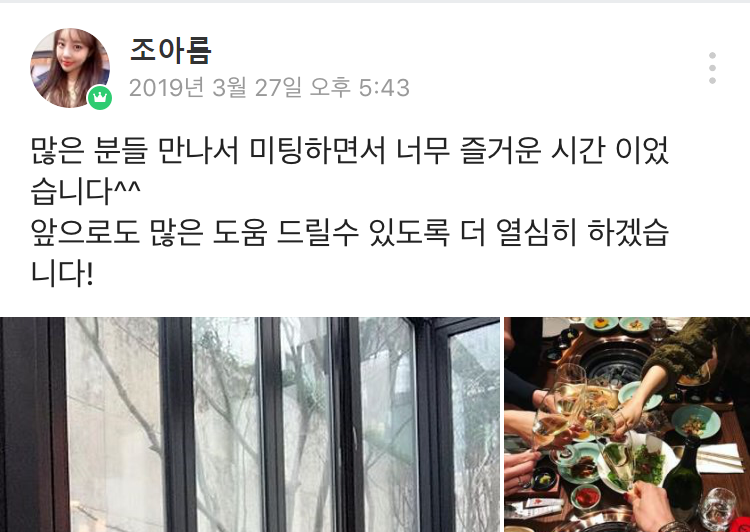 조아름
2019년 3월 27일 오후 5:43
많은 분들 만나서 미팅하면서 너무 즐거운 시간 이었
습니다^^
앞으로도 많은 도움 드릴수 있도록 더 열심히 하겠습
니다!